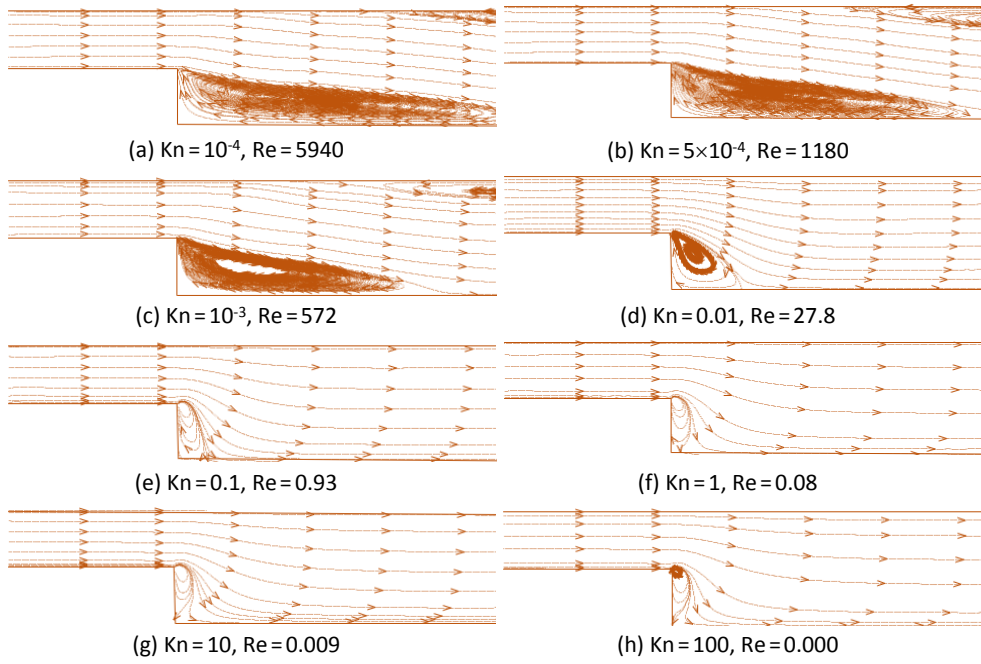 (a) Kn = 10⁻⁴, Re = 5940
(b) Kn = 5×10⁻⁴, Re = 1180
(c) Kn = 10⁻³, Re = 572
(d) Kn = 0.01, Re = 27.8
(e) Kn = 0.1, Re = 0.93
(f) Kn = 1, Re = 0.08
(g) Kn = 10, Re = 0.009
(h) Kn = 100, Re = 0.000